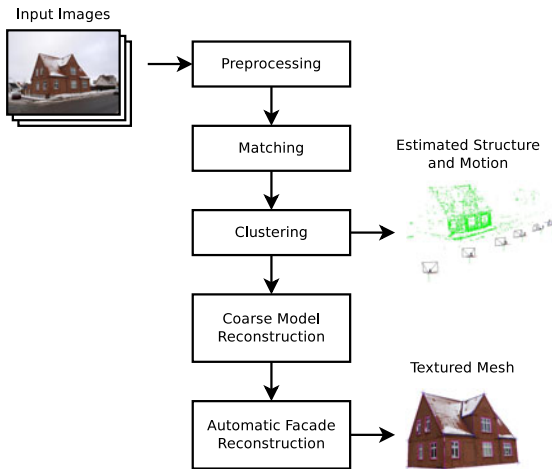 Input Images
Preprocessing
Matching
Estimated Structure
and Motion
Clustering
Coarse Model
Reconstruction
Textured Mesh
Automatic Facade
Reconstruction